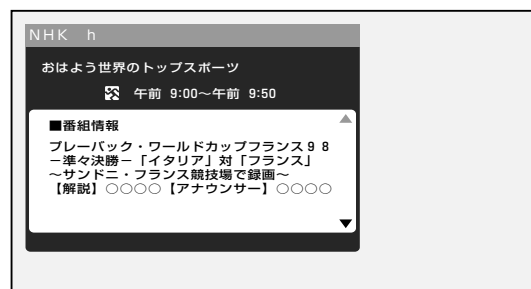 NHK h
おはよう世界のトップスポーツ
午前 9:00～午前 9:50
■番組情報
プレーバック・ワールドカップフランス９８
－準々決勝－「イタリア」対「フランス」
～サンドニ・フランス競技場で録画～
【解説】○○○○【アナウンサー】○○○○